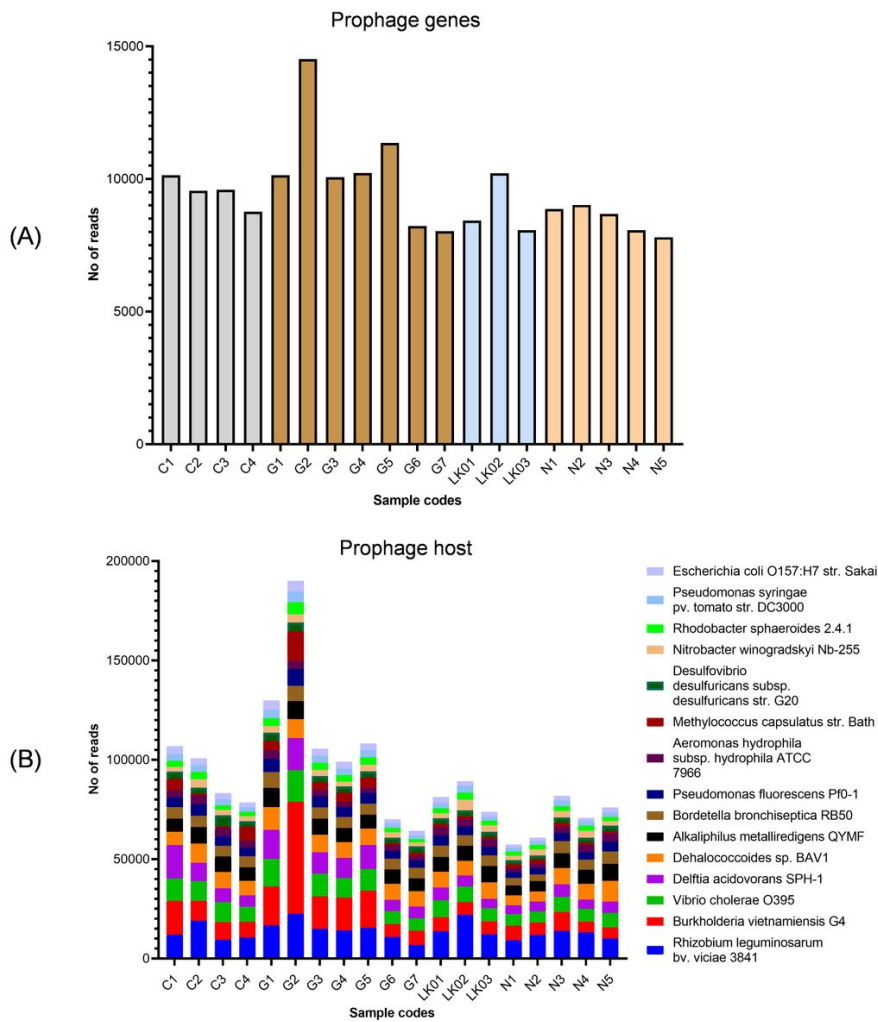 Prophage genes
(A)
No of reads
15000
10000
5000
0
C1 C2 C3 C4 G1 G2 G3 G4 G5 G6 G7 LK01 LK02 LK03 N1 N2 N3 N4 N5
Sample codes
Prophage host
(B)
No of reads
200000
150000
100000
50000
0
C1 C2 C3 C4 G1 G2 G3 G4 G5 G6 G7 LK01 LK02 LK03 N1 N2 N3 N4 N5
Sample codes
Escherichia coli O157:H7 str. Sakai
Pseudomonas syringae
pv. tomato str. DC3000
Rhodobacter sphaeroides 2.4.1
Nitrobacter winogradskyi Nb-255
Desulfovibrio
desulfuricans subsp.
desulfuricans str. G20
Methylococcus capsulatus str. Bath
Aeromonas hydrophila
subsp. hydrophila ATCC
7966
Pseudomonas fluorescens Pf0-1
Bordetella bronchiseptica RB50
Alkaliphilus metalliredigens QYMF
Dehalococcoides sp. BAV1
Delftia acidovorans SPH-1
Vibrio cholerae O395
Burkholderia vietnamiensis G4
Rhizobium leguminosarum
bv. viciae 3841